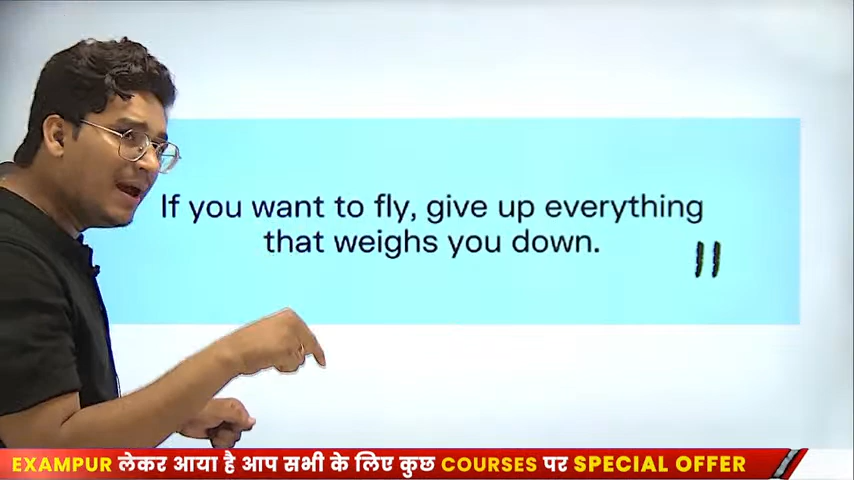 If you want to fly, give up everything
that weighs you down.
"
EXAMPUR लेकर आया है आप सभी के लिए कुछ COURSES पर SPECIAL OFFER